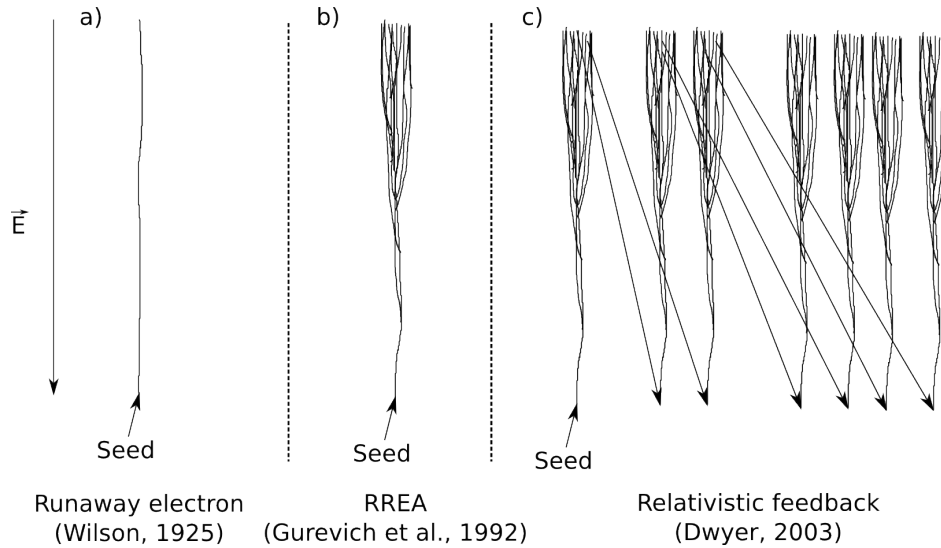 a)
E
Seed
Runaway electron
(Wilson, 1925)
b)
Seed
RREA
(Gurevich et al., 1992)
c)
Seed
Relativistic feedback
(Dwyer, 2003)